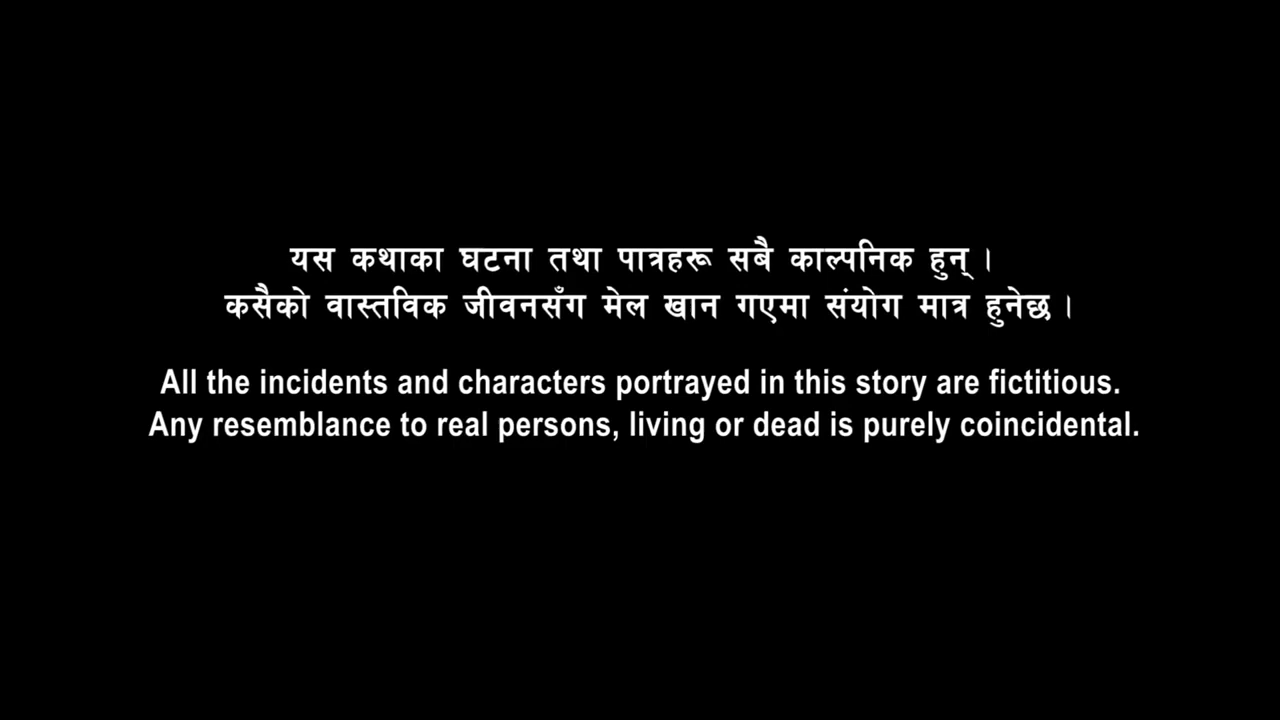 यस कथाका घटना तथा पात्रहरू सबै काल्पनिक हुन् ।
कसैको वास्तविक जीवनसँग मेल खान गएमा संयोग मात्र हुनेछ ।
All the incidents and characters portrayed in this story are fictitious.
Any resemblance to real persons, living or dead is purely coincidental.